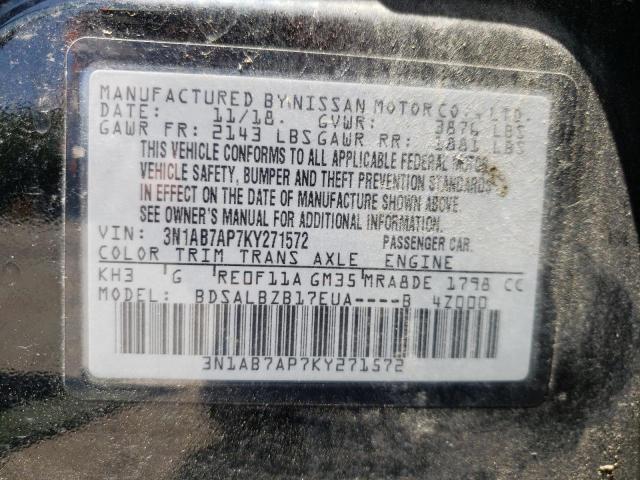 MANUFACTURED BY NISSAN MOTOR CO., LTD.
DATE: 11/18. GVWR: 3876 LBS
GAWR FR: 2143 LBS GAWR RR: 1881 LBS
THIS VEHICLE CONFORMS TO ALL APPLICABLE FEDERAL MOTOR
VEHICLE SAFETY, BUMPER AND THEFT PREVENTION STANDARDS
IN EFFECT ON THE DATE OF MANUFACTURE SHOWN ABOVE.
SEE OWNER'S MANUAL FOR ADDITIONAL INFORMATION.
VIN: 3N1AB7AP7KY271572 PASSENGER CAR.
COLOR TRIM TRANS AXLE ENGINE
KH3 G RE0F11A GM35 MRA8DE 1798 CC
MODEL: BDSALBZB17EUA----B 4Z000
3N1AB7AP7KY271572